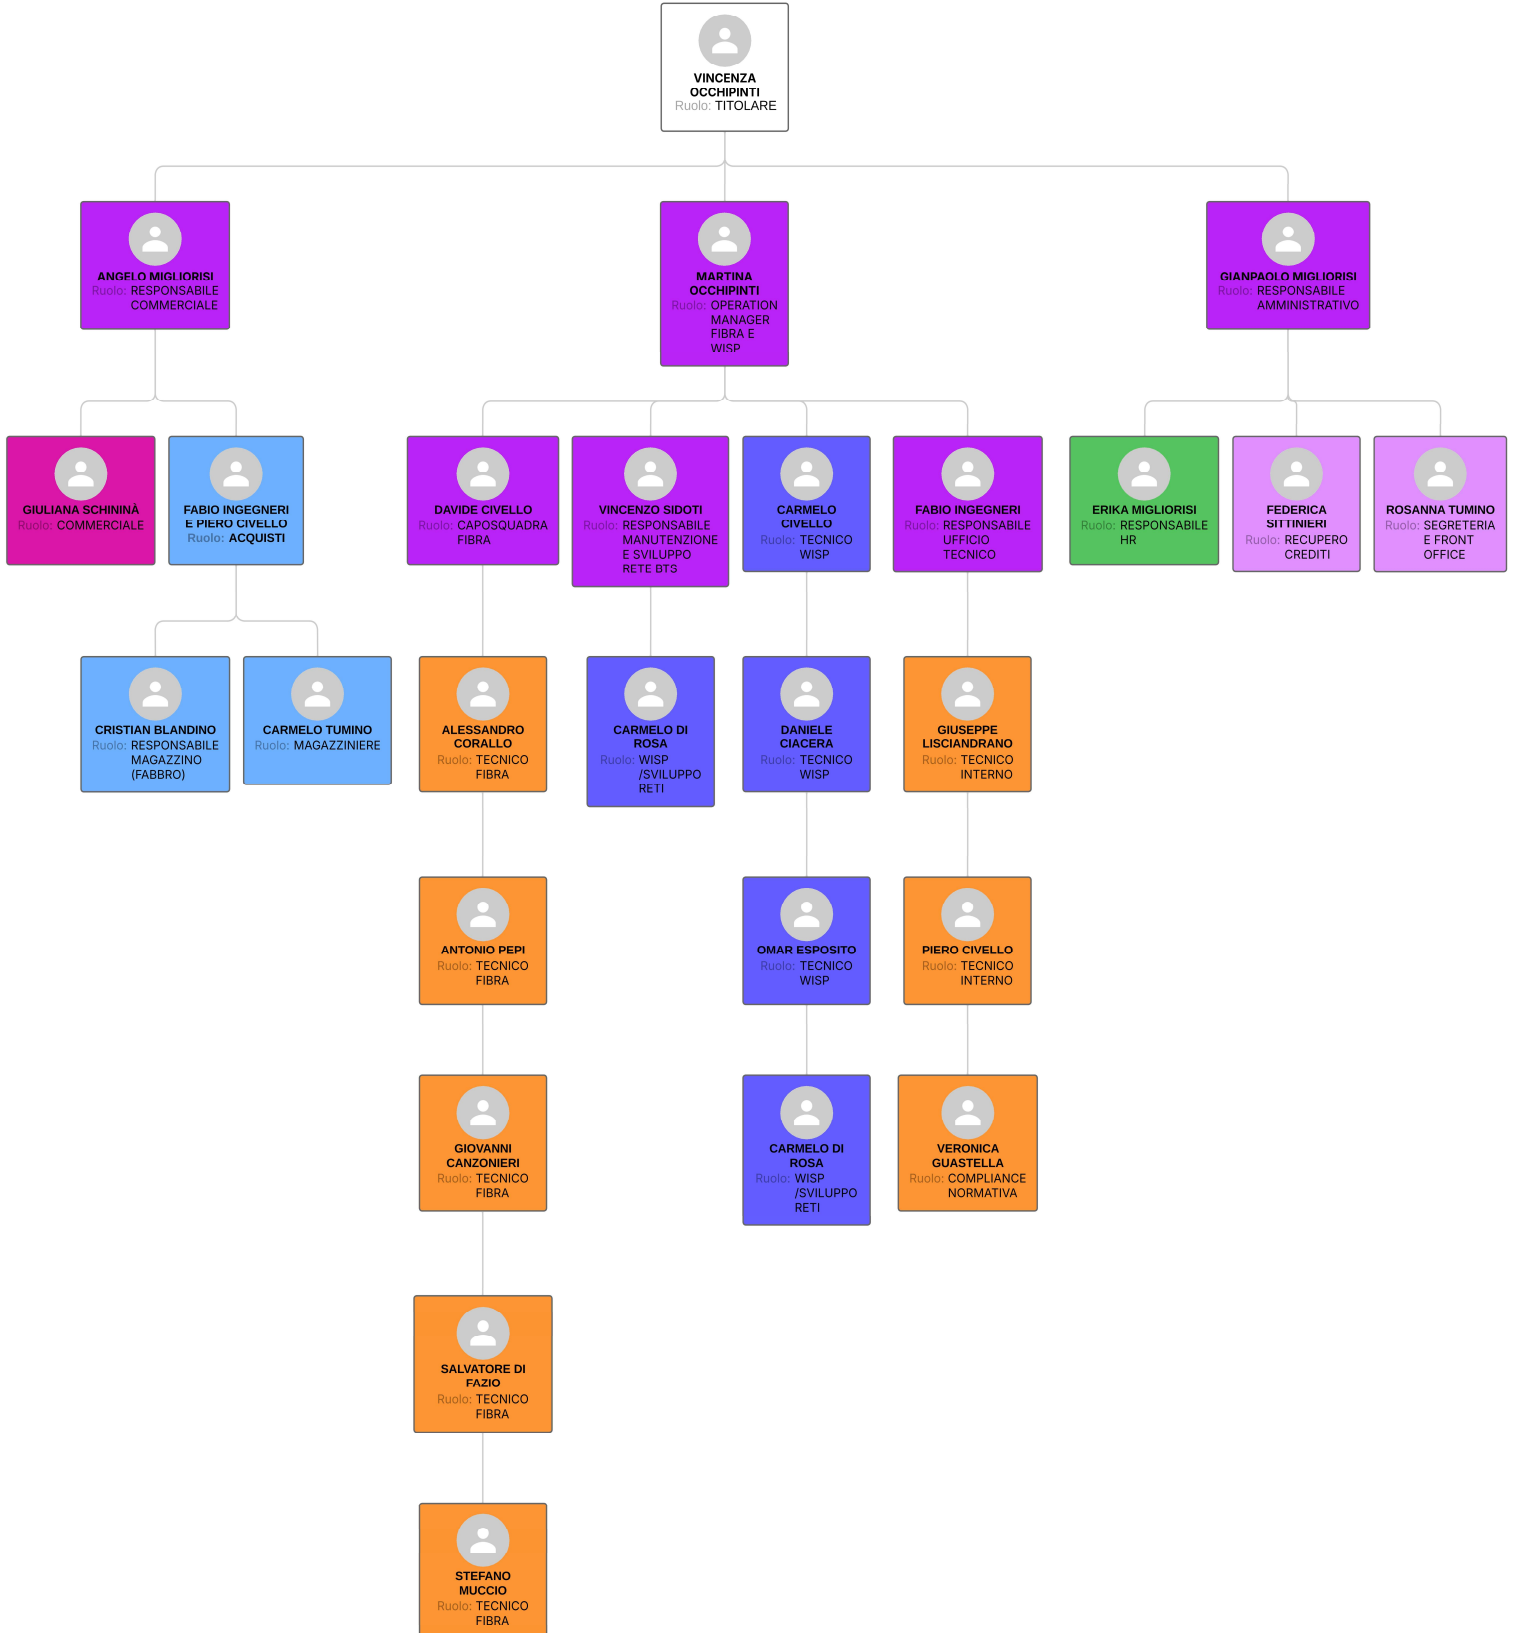 VINCENZA
OCCHIPINTI
Ruolo: TITOLARE
ANGELO MIGLIORISI
Ruolo: RESPONSABILE
COMMERCIALE
MARTINA
OCCHIPINTI
Ruolo: OPERATION
MANAGER
FIBRA E
WISP
GIANPAOLO MIGLIORISI
Ruolo: RESPONSABILE
AMMINISTRATIVO
GIULIANA SCHININÀ
Ruolo: COMMERCIALE
FABIO INGEGNERI
E PIERO CIVELLO
Ruolo: ACQUISTI
DAVIDE CIVELLO
Ruolo: CAPOSQUADRA
FIBRA
VINCENZO SIDOTI
Ruolo: RESPONSABILE
MANUTENZIONE
E SVILUPPO
RETE BTS
CARMELO
CIVELLO
Ruolo: TECNICO
WISP
FABIO INGEGNERI
Ruolo: RESPONSABILE
UFFICIO
TECNICO
ERIKA MIGLIORISI
Ruolo: RESPONSABILE
HR
FEDERICA
SITTINIERI
Ruolo: RECUPERO
CREDITI
ROSANNA TUMINO
Ruolo: SEGRETERIA
E FRONT
OFFICE
CRISTIAN BLANDINO
Ruolo: RESPONSABILE
MAGAZZINO
(FABBRO)
CARMELO TUMINO
Ruolo: MAGAZZINIERE
ALESSANDRO
CORALLO
Ruolo: TECNICO
FIBRA
CARMELO DI
ROSA
Ruolo: WISP
/SVILUPPO
RETI
DANIELE
CIACERA
Ruolo: TECNICO
WISP
GIUSEPPE
LISCIANDRANO
Ruolo: TECNICO
INTERNO
ANTONIO PEPI
Ruolo: TECNICO
FIBRA
OMAR ESPOSITO
Ruolo: TECNICO
WISP
PIERO CIVELLO
Ruolo: TECNICO
INTERNO
GIOVANNI
CANZONIERI
Ruolo: TECNICO
FIBRA
CARMELO DI
ROSA
Ruolo: WISP
/SVILUPPO
RETI
VERONICA
GUASTELLA
Ruolo: COMPLIANCE
NORMATIVA
SALVATORE DI
FAZIO
Ruolo: TECNICO
FIBRA
STEFANO
MUCCIO
Ruolo: TECNICO
FIBRA